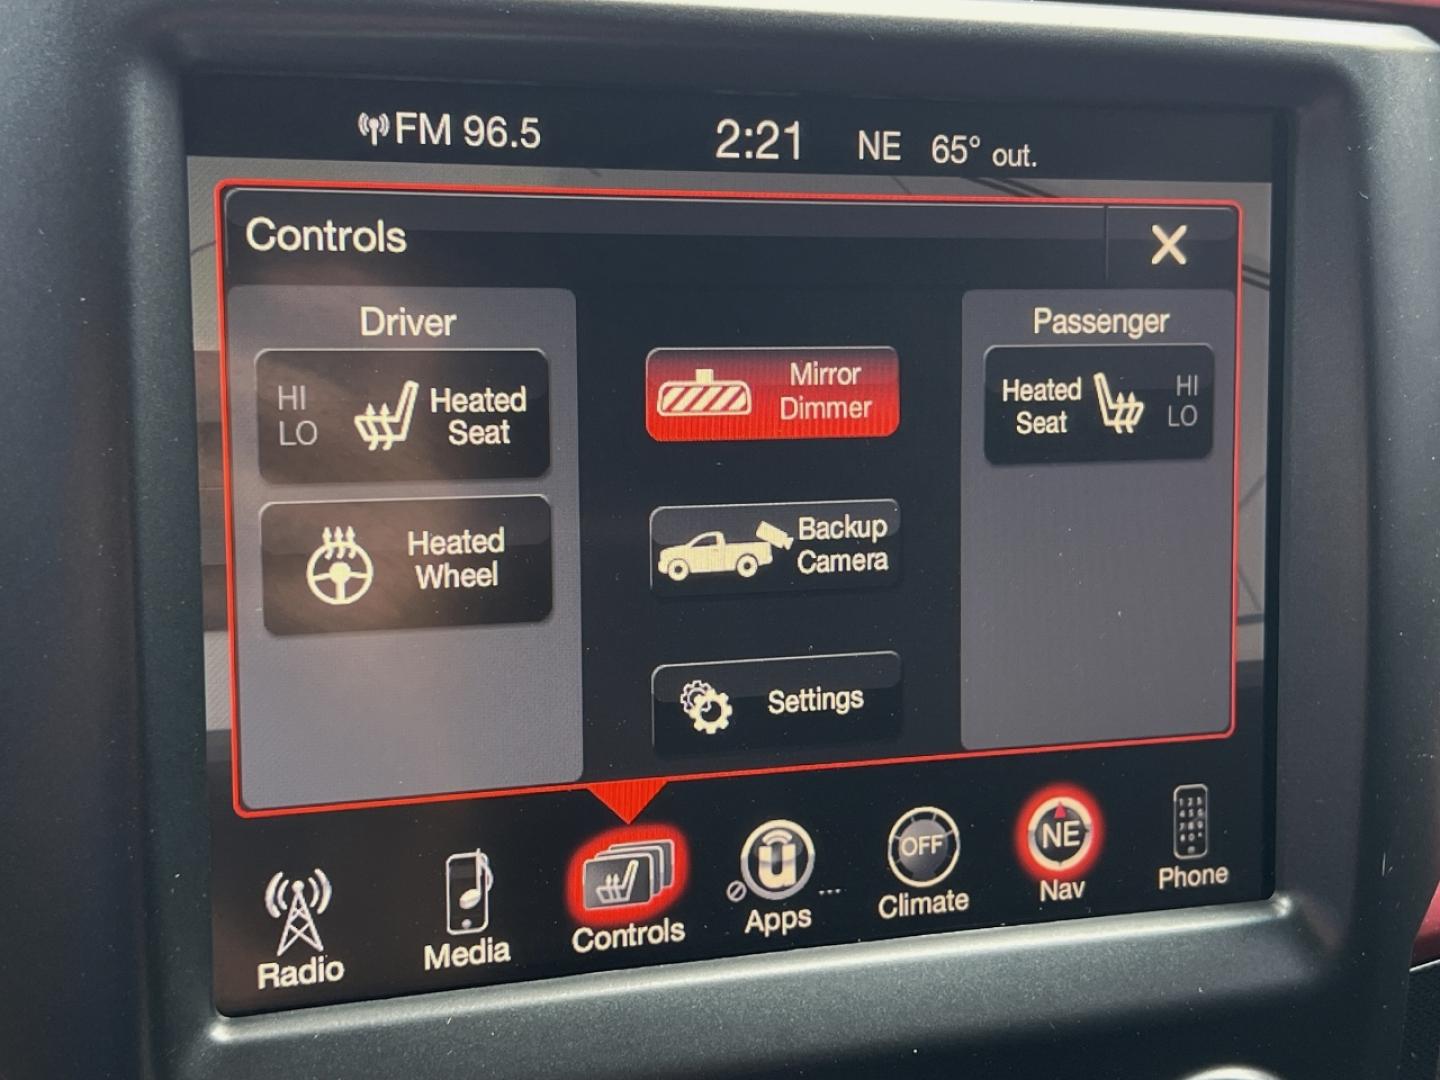 FM 96.5 2:21 NE 65° out.
Controls X
Driver
Passenger
HI
LO
Heated
Seat
Mirror
Dimmer
Heated
Seat
HI
LO
Heated
Wheel
Backup
Camera
Settings
Radio
Media
Controls
u
Apps
OFF
Climate
NE
Nav
Phone